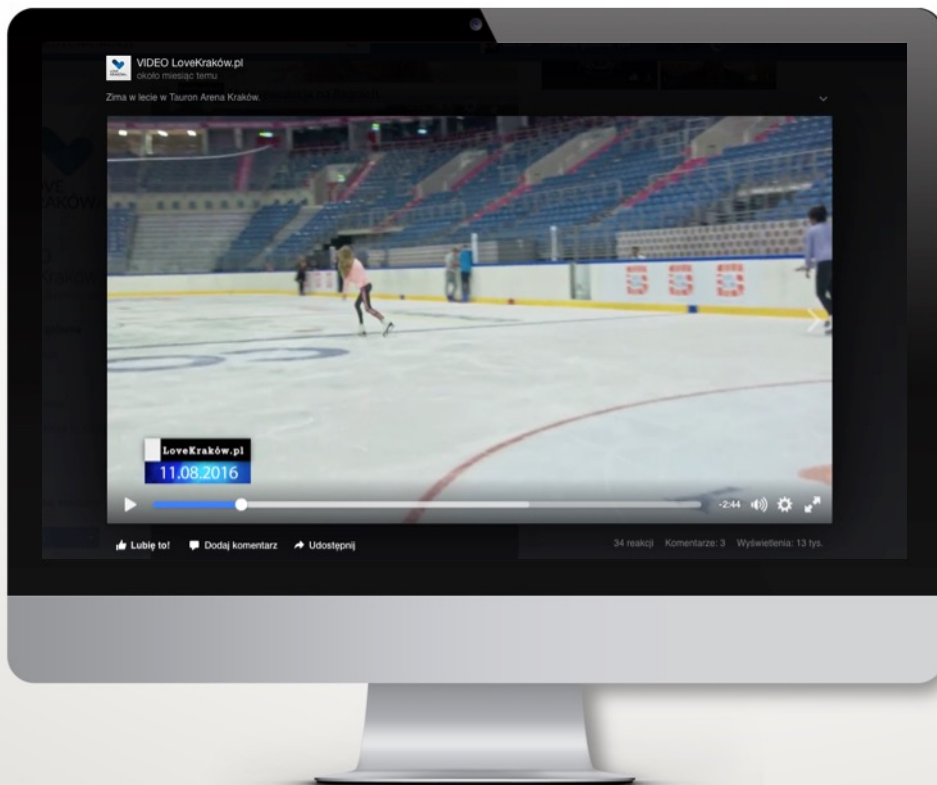 VIDEO LoveKraków.pl
około miesiąc temu
Zima w lecie w Tauron Arena Kraków.
LoveKraków.pl
11.08.2016
-2:44
Lubię to! Dodaj komentarz Udostępnij
34 reakcji Komentarze: 3 Wyświetlenia: 13 tys.